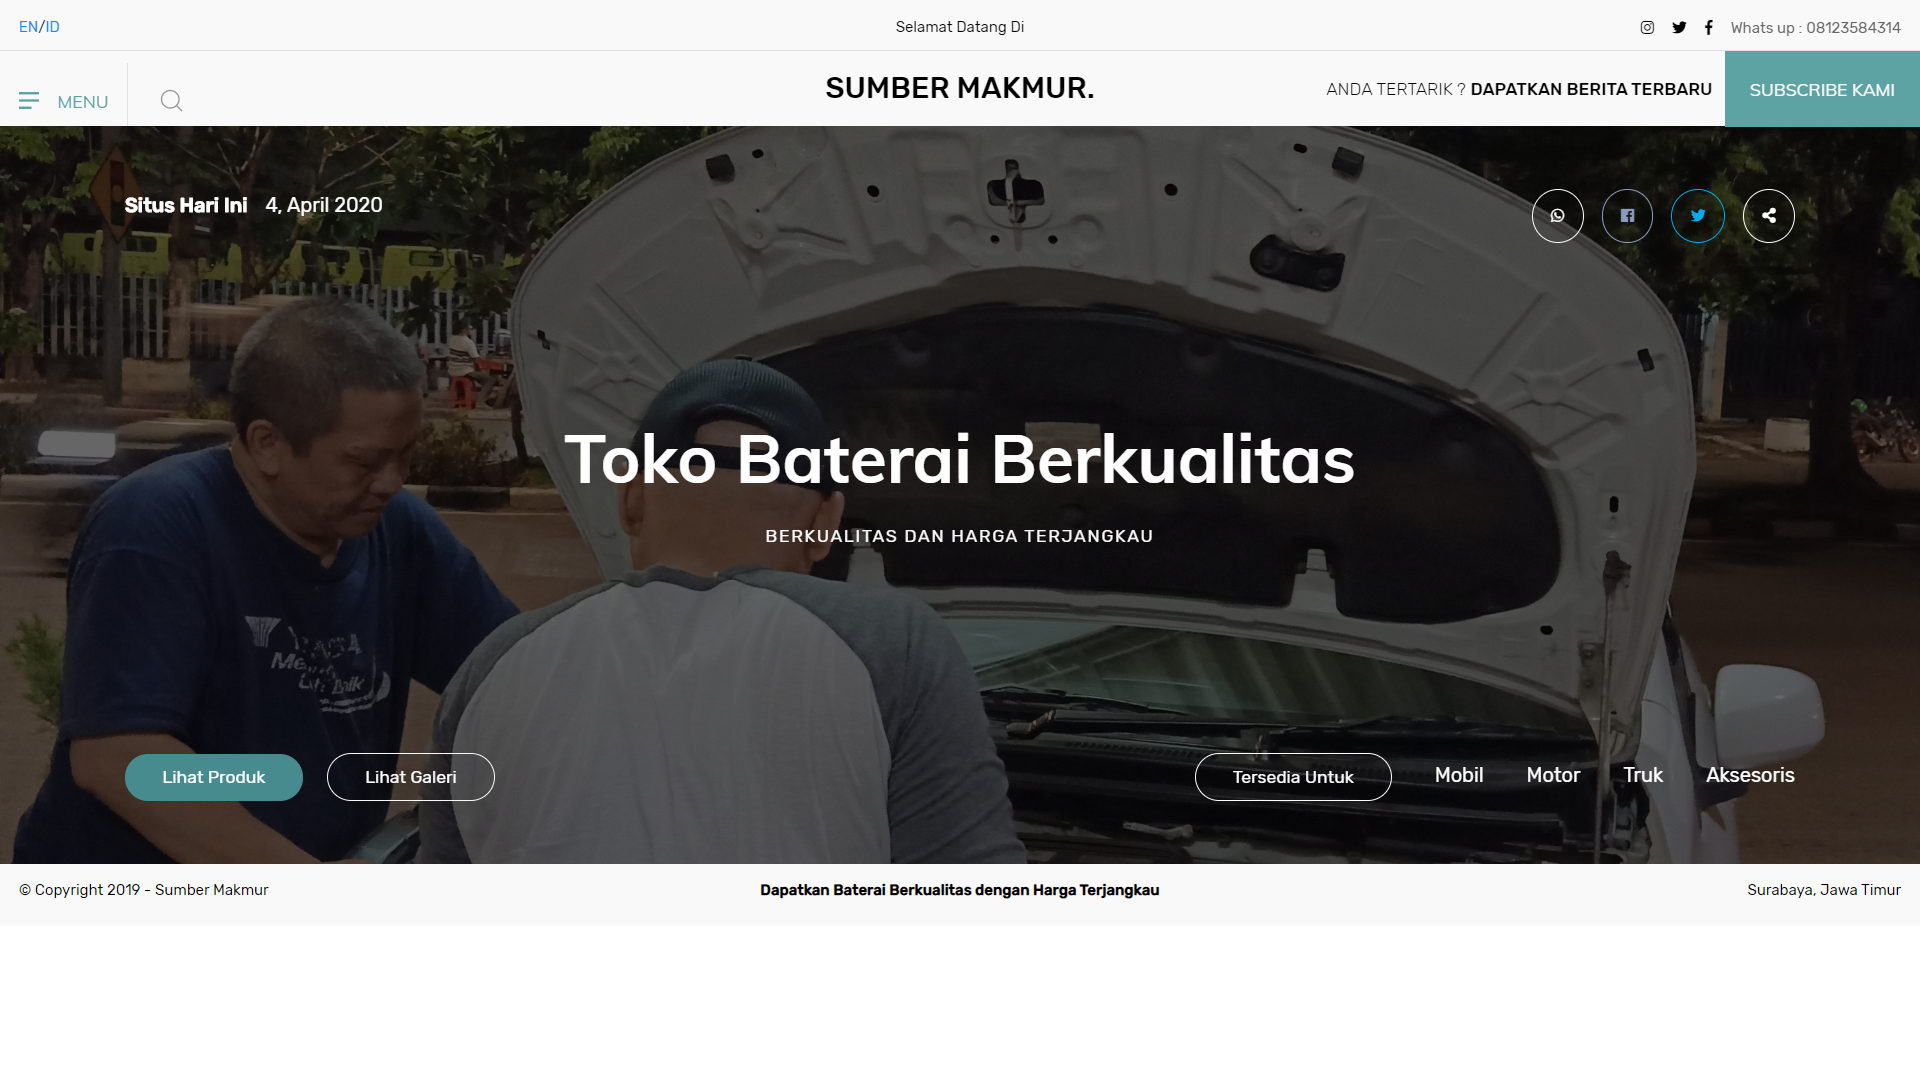 EN/ID
Selamat Datang Di
Whats up : 08123584314
MENU
SUMBER MAKMUR.
ANDA TERTARIK ? DAPATKAN BERITA TERBARU
SUBSCRIBE KAMI
Situs Hari Ini 4, April 2020
Toko Baterai Berkualitas
BERKUALITAS DAN HARGA TERJANGKAU
Lihat Produk
Lihat Galeri
Tersedia Untuk
Mobil
Motor
Truk
Aksesoris
© Copyright 2019 - Sumber Makmur
Dapatkan Baterai Berkualitas dengan Harga Terjangkau
Surabaya, Jawa Timur